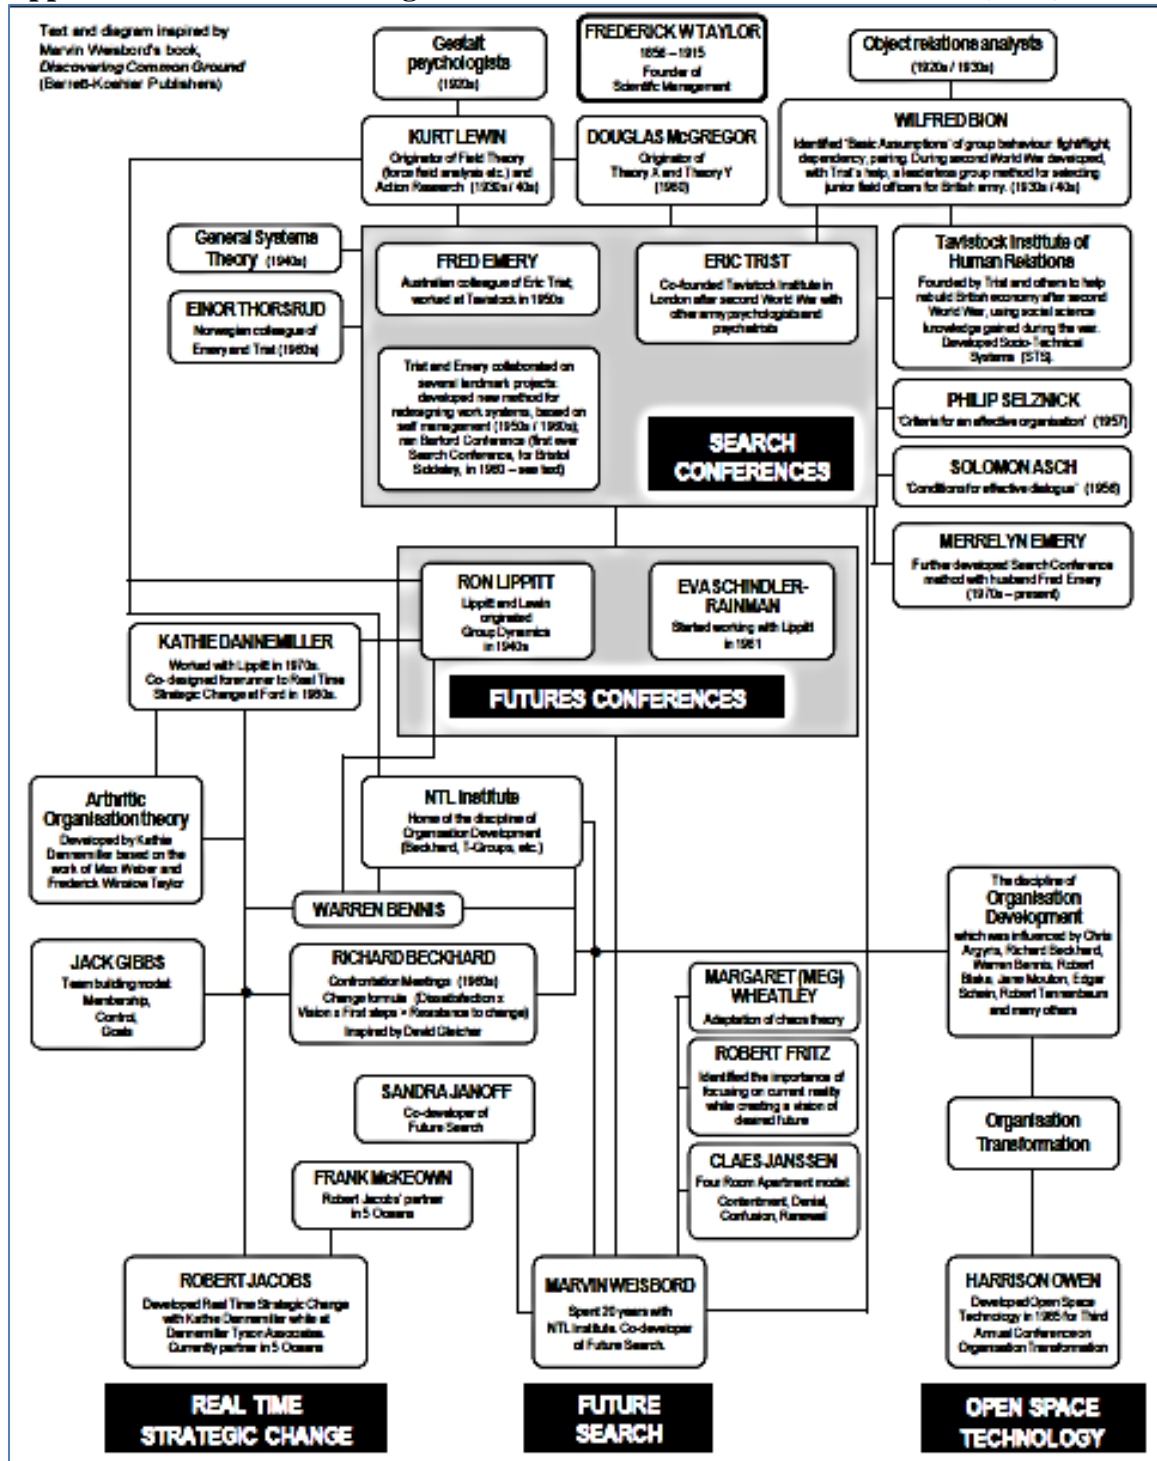 Text and diagram inspired by
Marvin Weisbord's book,
Discovering Common Ground
(Berrett-Koehler Publishers)
Gestalt
psychologists
(1920s)
FREDERICK W TAYLOR
1856 – 1915
Founder of
Scientific Management
Object relations analysts
(1920s / 1930s)
KURT LEWIN
Originator of Field Theory
(force field analysis etc.) and
Action Research (1930s / 40s)
DOUGLAS McGREGOR
Originator of
Theory X and Theory Y
(1960)
WILFRED BION
Identified 'Basic Assumptions' of group behaviour: fight/flight,
dependency, pairing. During second World War developed,
with Trist's help, a leaderless group method for selecting
junior field officers for British army. (1930s / 40s)
General Systems
Theory (1940s)
FRED EMERY
Australian colleague of Eric Trist,
worked at Tavistock in 1950s
ERIC TRIST
Co-founded Tavistock Institute in
London after second World War with
other army psychologists and
psychiatrists
Tavistock Institute of
Human Relations
Founded by Trist and others to help
rebuild British economy after second
World War, using social science
knowledge gained during the war.
Developed Socio-Technical
Systems (STS).
EINOR THORSRUD
Norwegian colleague of
Emery and Trist (1960s)
Trist and Emery collaborated on
several landmark projects:
developed new method for
redesigning work systems, based on
self management (1950s / 1960s);
ran Barford Conference (first ever
Search Conference, for Bristol
Siddeley, in 1960 – see text)
SEARCH
CONFERENCES
PHILIP SELZNICK
'Criteria for an effective organisation' (1957)
SOLOMON ASCH
'Conditions for effective dialogue' (1956)
MERRELYN EMERY
Further developed Search Conference
method with husband Fred Emery
(1970s – present)
RON LIPPITT
Lippitt and Lewin
originated
Group Dynamics
in 1940s
EVA SCHINDLER-
RAINMAN
Started working with Lippitt
in 1961
FUTURES CONFERENCES
KATHIE DANNEMILLER
Worked with Lippitt in 1970s.
Co-designed forerunner to Real Time
Strategic Change at Ford in 1980s.
Arthritic
Organisation theory
Developed by Kathie
Dannemiller based on the
work of Max Weber and
Frederick Winslow Taylor
NTL Institute
Home of the discipline of
Organisation Development
(Beckhard, T-Groups, etc.)
WARREN BENNIS
The discipline of
Organisation
Development
which was influenced by Chris
Argyris, Richard Beckhard,
Warren Bennis, Robert
Blake, Jane Mouton, Edgar
Schein, Robert Tannenbaum
and many others
JACK GIBBS
Team building model:
Membership,
Control,
Goals
RICHARD BECKHARD
Confrontation Meetings (1960s)
Change formula (Dissatisfaction x
Vision x First steps > Resistance to change)
Inspired by David Gleicher
MARGARET (MEG)
WHEATLEY
Adaptation of chaos theory
ROBERT FRITZ
Identified the importance of
focusing on current reality
while creating a vision of
desired future
SANDRA JANOFF
Co-developer of
Future Search
Organisation
Transformation
CLAES JANSSEN
Four Room Apartment model:
Contentment, Denial,
Confusion, Renewal
FRANK McKEOWN
Robert Jacobs' partner
in 5 Oceans
ROBERT JACOBS
Developed Real Time Strategic Change
with Kathie Dannemiller while at
Dannemiller Tyson Associates.
Currently partner in 5 Oceans
MARVIN WEISBORD
Spent 20 years with
NTL Institute. Co-developer
of Future Search.
HARRISON OWEN
Developed Open Space
Technology in 1985 for Third
Annual Conference on
Organisation Transformation
REAL TIME
STRATEGIC CHANGE
FUTURE
SEARCH
OPEN SPACE
TECHNOLOGY